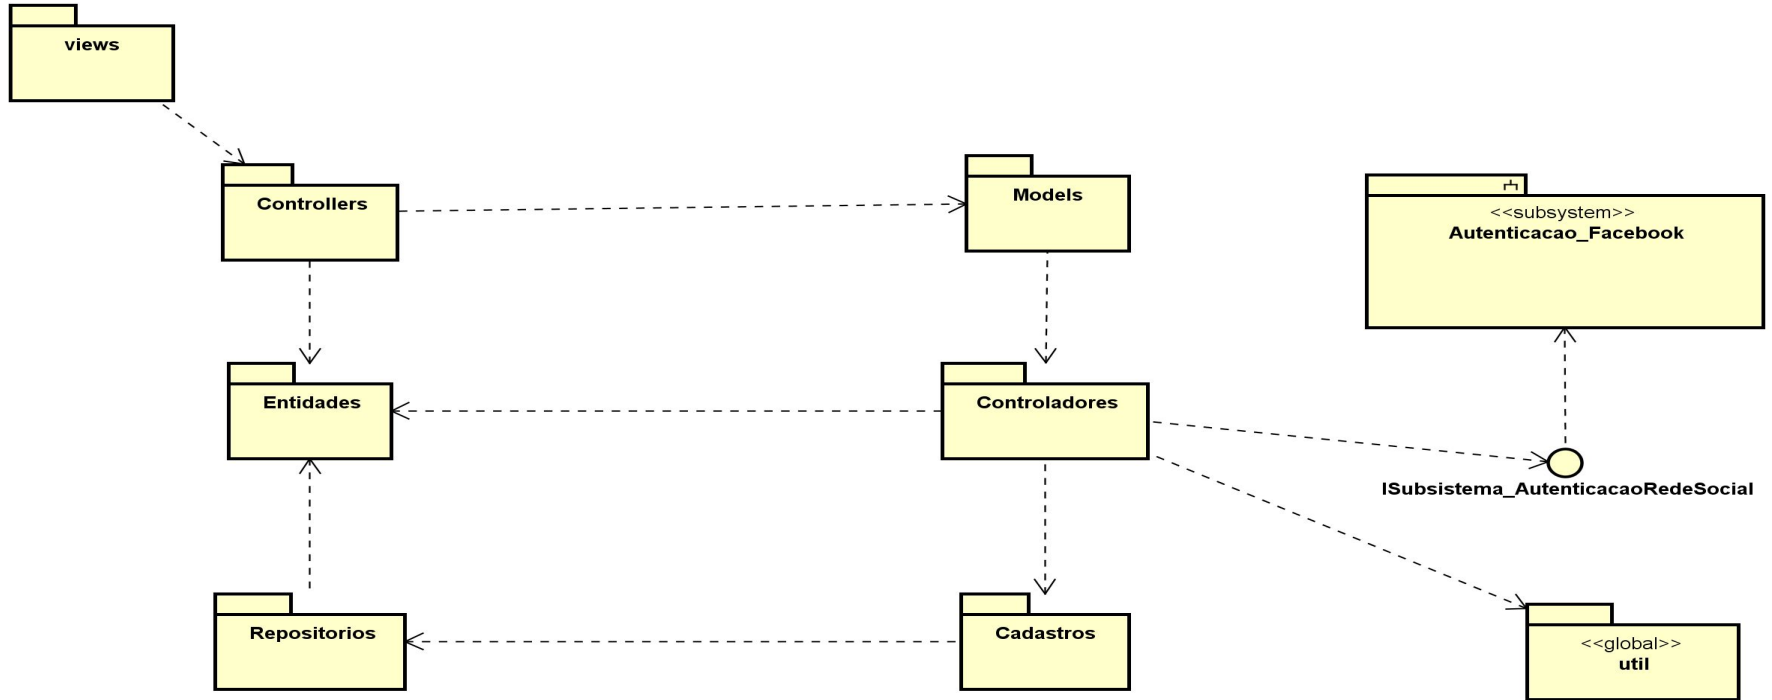 views
Controllers
Models
<<subsystem>>
Autenticacao_Facebook
Entidades
Controladores
ISubsistema_AutenticacaoRedeSocial
Repositorios
Cadastros
<<global>>
util